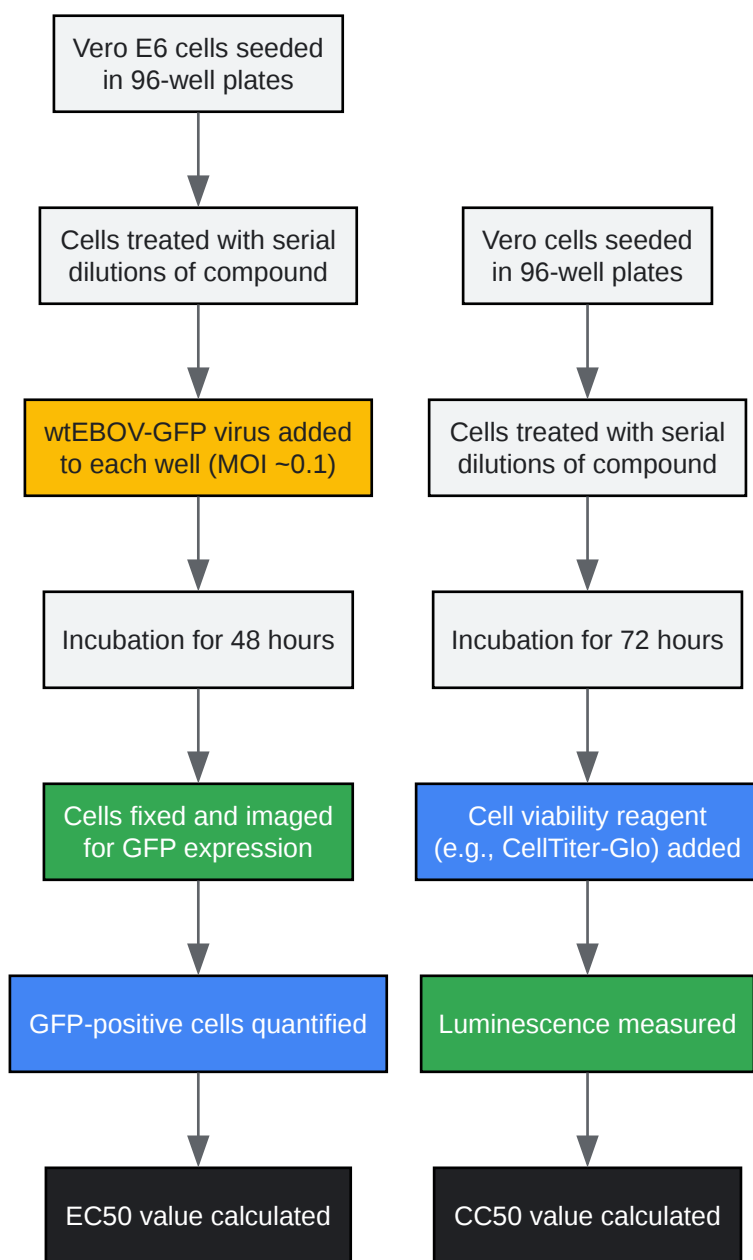 Vero E6 cells seeded
in 96-well plates
Cells treated with serial
dilutions of compound
wtEBOV-GFP virus added
to each well (MOI ~0.1)
Incubation for 48 hours
Cells fixed and imaged
for GFP expression
GFP-positive cells quantified
EC50 value calculated
Vero cells seeded
in 96-well plates
Cells treated with serial
dilutions of compound
Incubation for 72 hours
Cell viability reagent
(e.g., CellTiter-Glo) added
Luminescence measured
CC50 value calculated